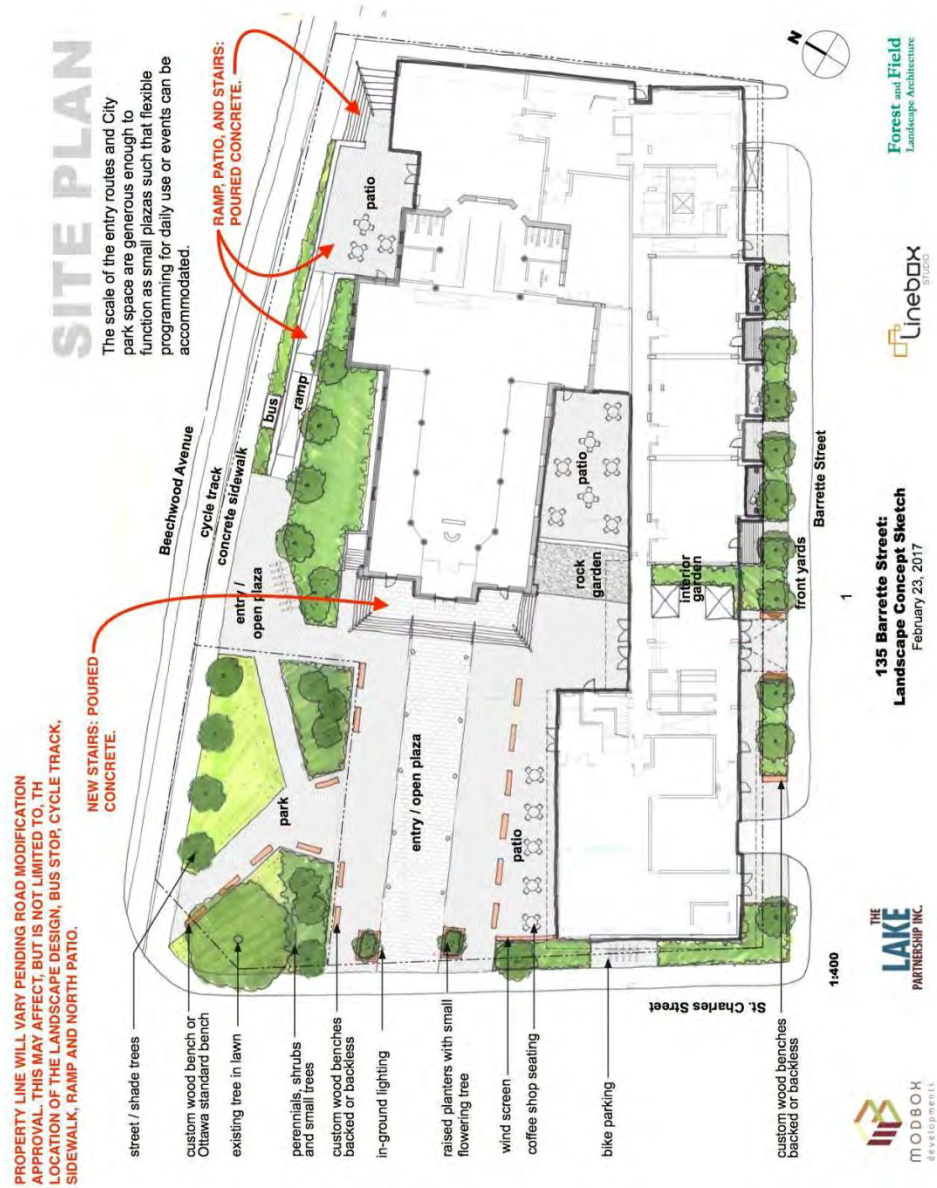 PROPERTY LINE WILL VARY PENDING ROAD MODIFICATION
APPROVAL. THIS MAY AFFECT, BUT IS NOT LIMITED TO, TH
LOCATION OF THE LANDSCAPE DESIGN, BUS STOP, CYCLE TRACK,
SIDEWALK, RAMP AND NORTH PATIO.
SITE PLAN
The scale of the entry routes and City
park space are generous enough to
function as small plazas such that flexible
programming for daily use or events can be
accommodated.
NEW STAIRS: POURED
CONCRETE.
RAMP, PATIO, AND STAIRS:
POURED CONCRETE.
N
street / shade trees
custom wood bench or
Ottawa standard bench
existing tree in lawn
perennials, shrubs
and small trees
custom wood benches
backed or backless
in-ground lighting
raised planters with small
flowering tree
wind screen
coffee shop seating
bike parking
custom wood benches
backed or backless
Beechwood Avenue
cycle track
concrete sidewalk
bus
ramp
patio
entry /
open plaza
park
entry / open plaza
patio
rock
garden
patio
interior
garden
front yards
Barrette Street
St. Charles Street
1:400
1
MODBOX
developments
THE
LAKE
PARTNERSHIP INC.
135 Barrette Street:
Landscape Concept Sketch
February 23, 2017
Linebox
STUDIO
Forest and Field
Landscape Architecture